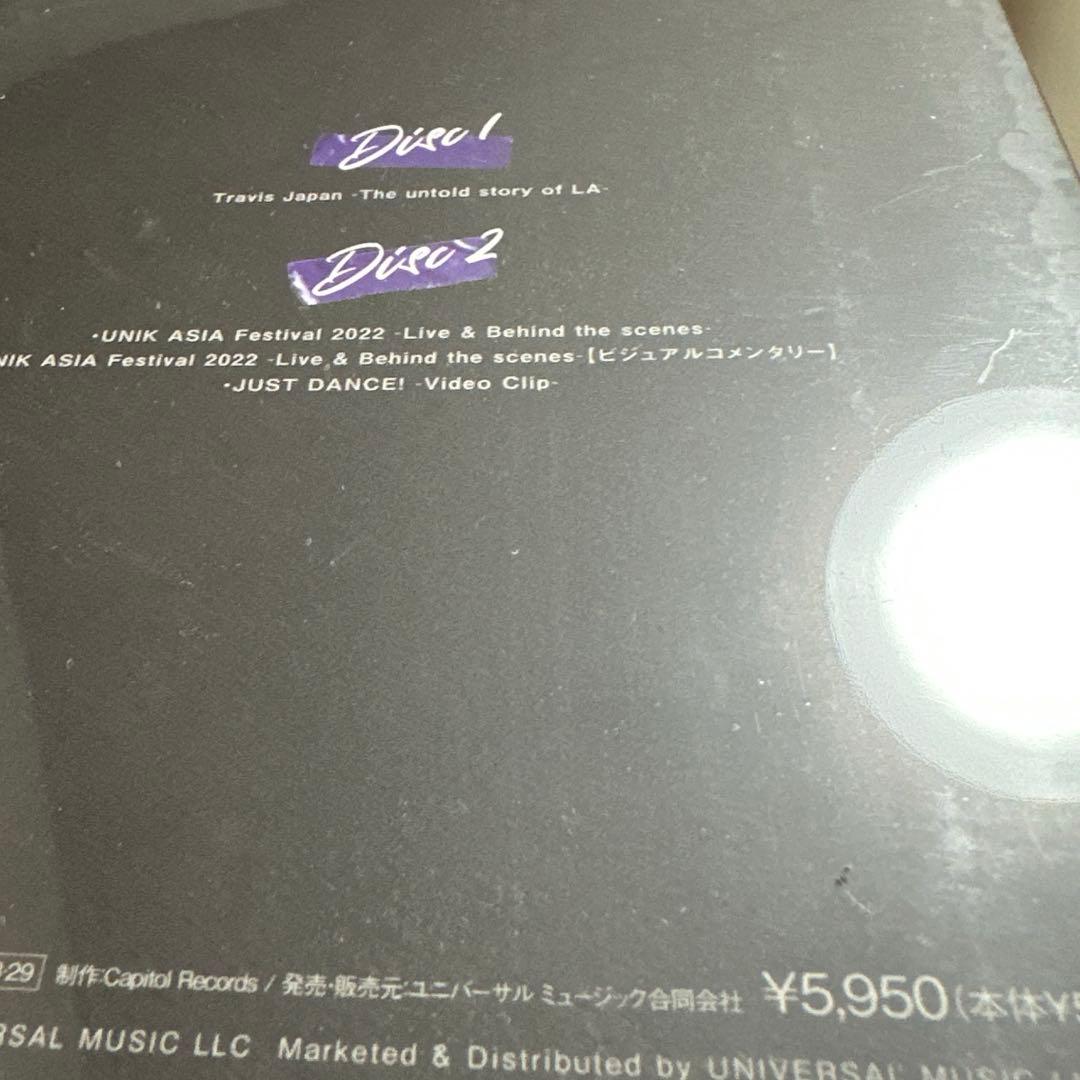 Disc 1
Travis Japan -The untold story of LA-
Disc 2
・UNIK ASIA Festival 2022 -Live & Behind the scenes-
ASIA Festival 2022 -Live & Behind the scenes-【ビジュアルコメンタリー】
・JUST DANCE! -Video Clip-
29 制作:Capitol Records / 発売・販売元:ユニバーサル ミュージック合同会社 ¥5,950(本体¥5
MUSIC LLC Marketed & Distributed by UNIVERSAL MUSIC